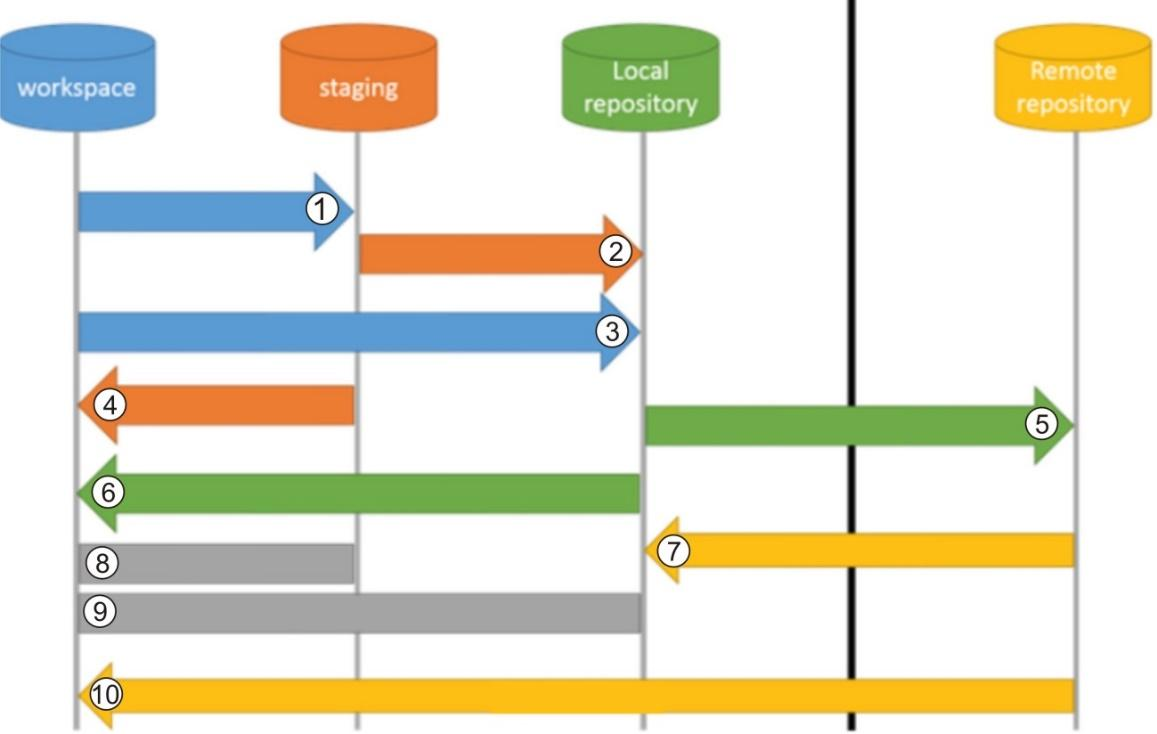 workspace
staging
Local
repository
Remote
repository
①
②
③
④
⑤
⑥
⑦
⑧
⑨
⑩